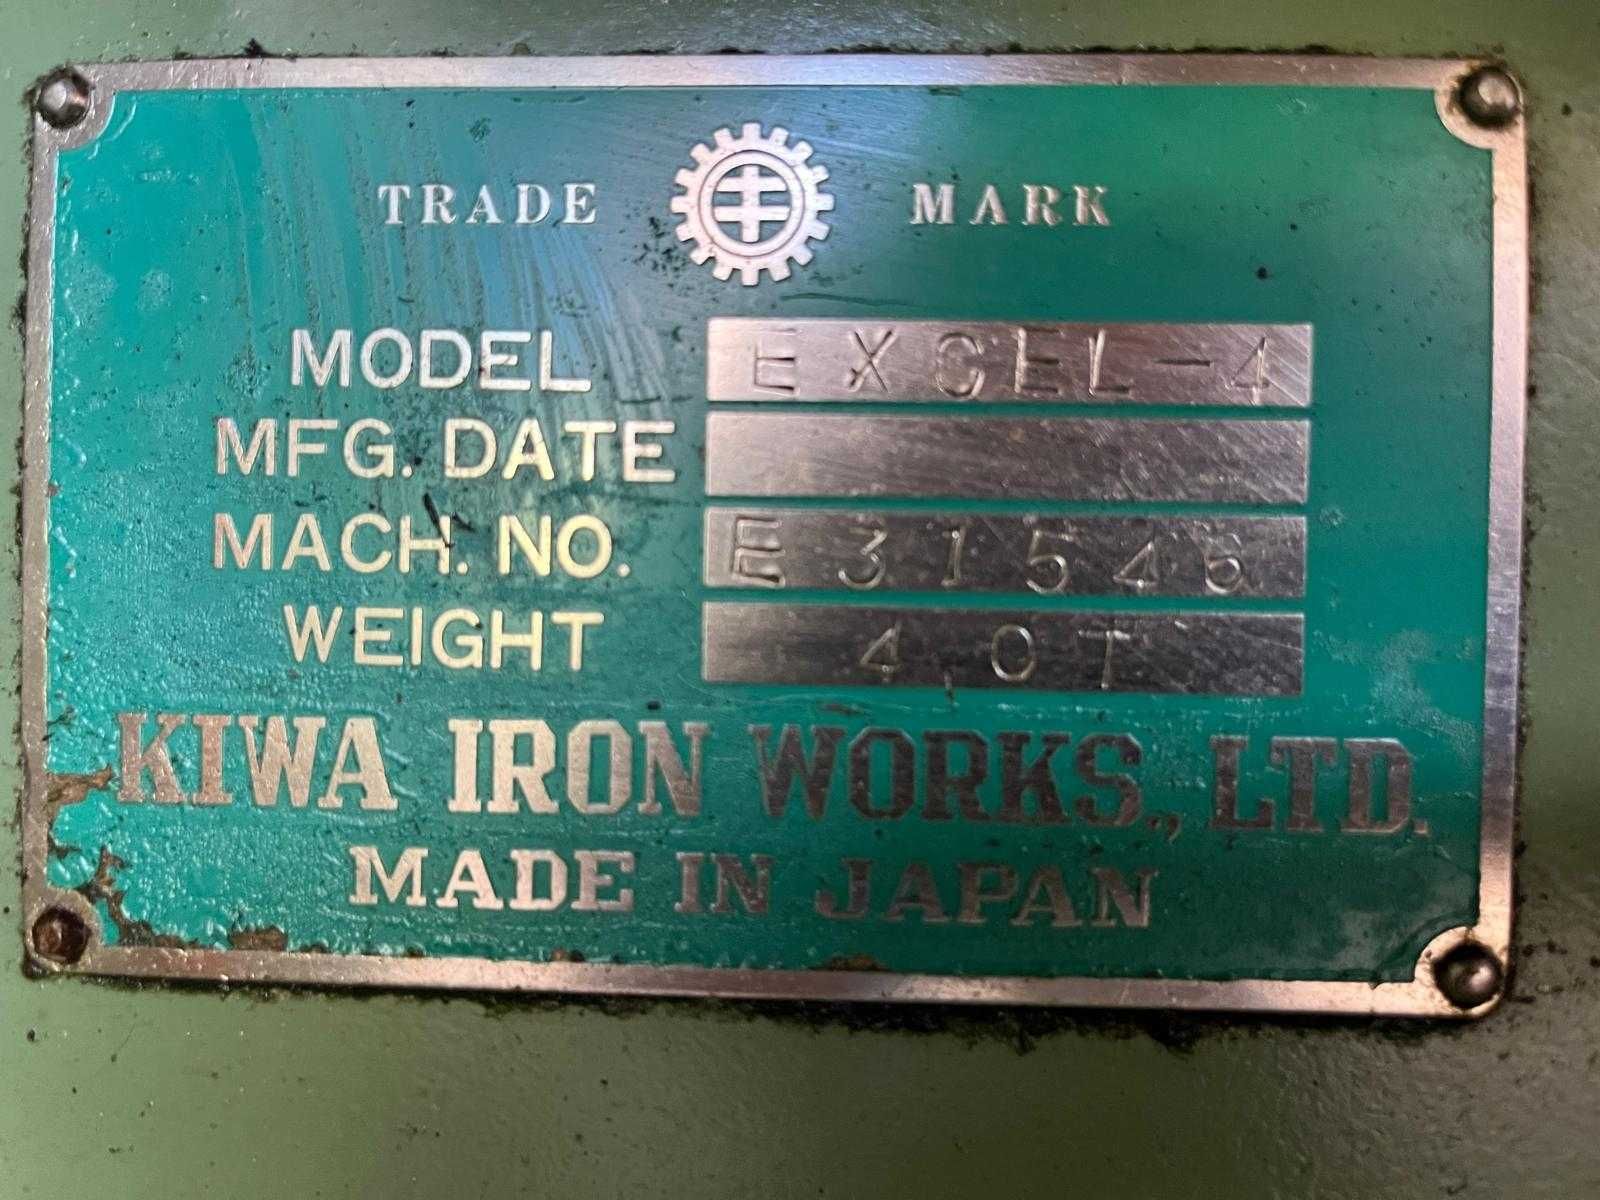 TRADE MARK
MODEL EXCEL-4
MFG. DATE
MACH. NO. E31546
WEIGHT 4.0T
KIWA IRON WORKS., LTD.
MADE IN JAPAN